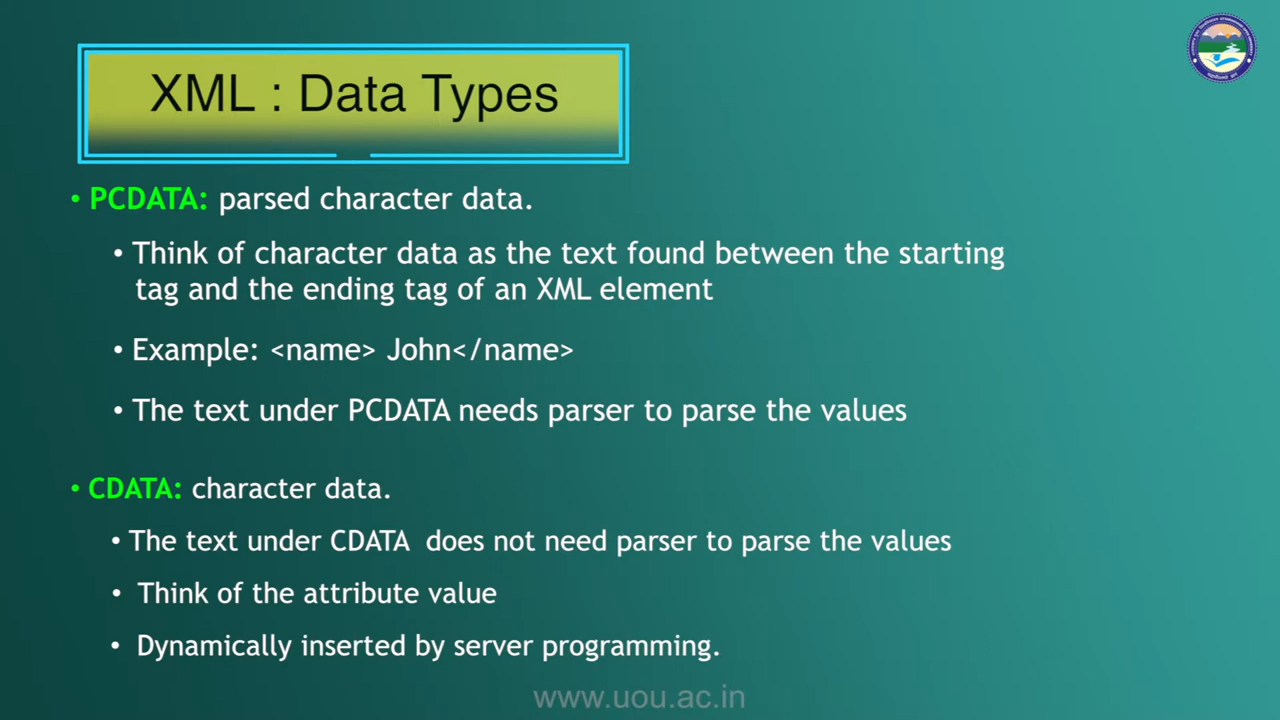 XML : Data Types
• PCDATA: parsed character data.
• Think of character data as the text found between the starting
tag and the ending tag of an XML element
• Example: <name> John</name>
• The text under PCDATA needs parser to parse the values
• CDATA: character data.
• The text under CDATA does not need parser to parse the values
• Think of the attribute value
• Dynamically inserted by server programming.
www.uou.ac.in